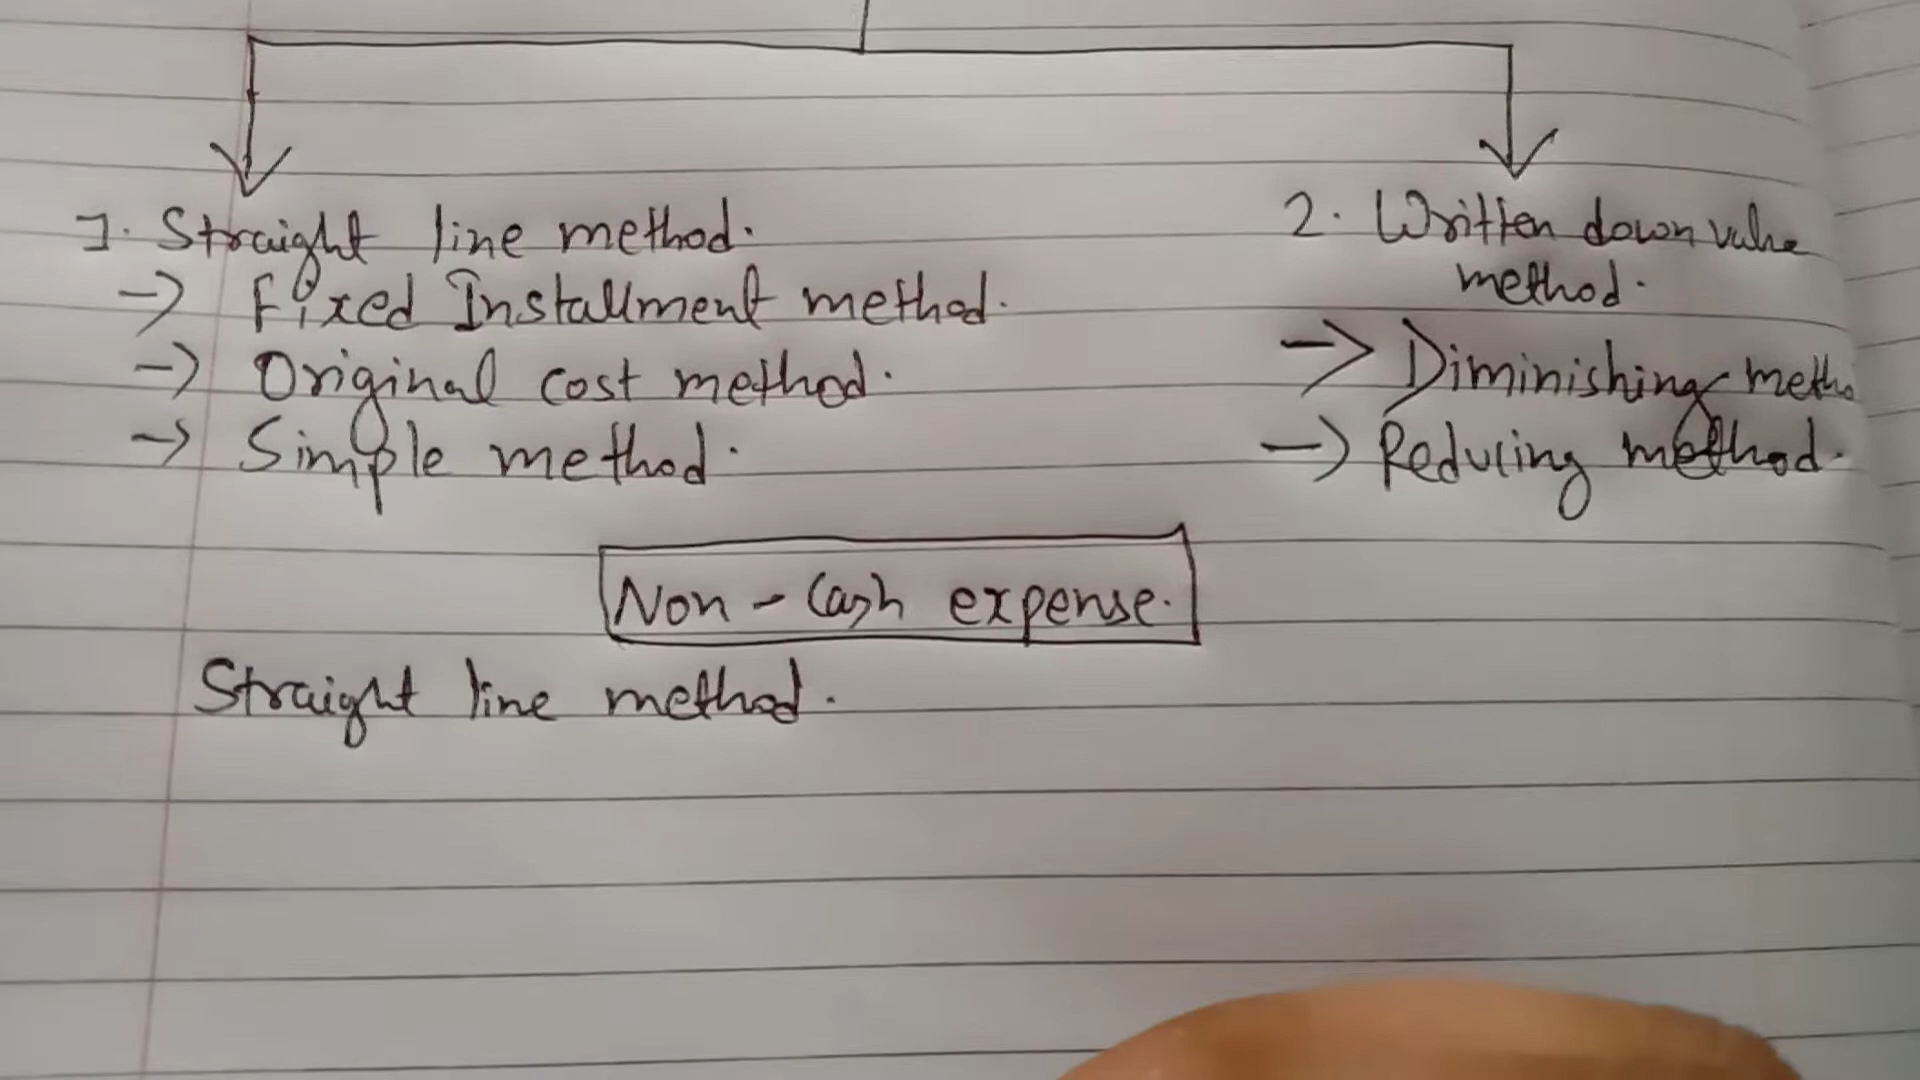 1. Straight line method.
-> Fixed Installment method.
-> Original cost method.
-> Simple method.
2. Written down value
method.
-> Diminishing metho
-> Reducing method.
Non-Cash expense.
Straight line method.